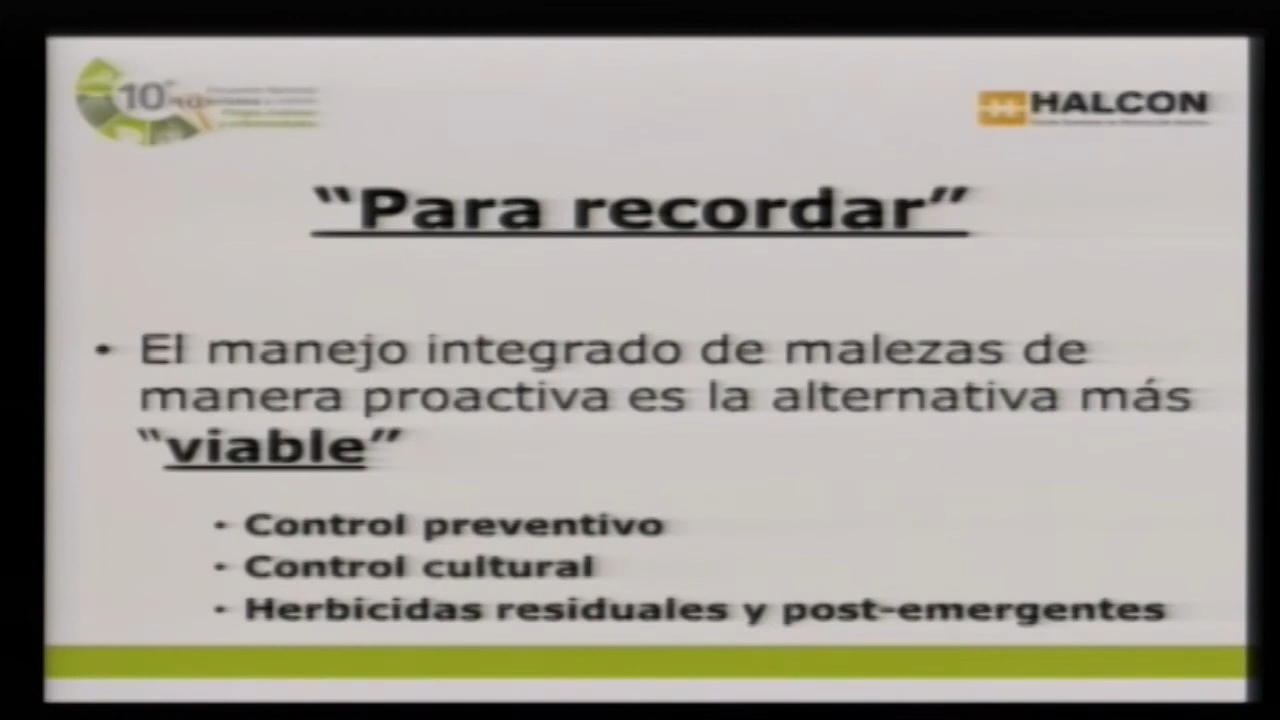 10º
HALCON
“Para recordar”
• El manejo integrado de malezas de
manera proactiva es la alternativa más
“viable”
• Control preventivo
• Control cultural
• Herbicidas residuales y post-emergentes